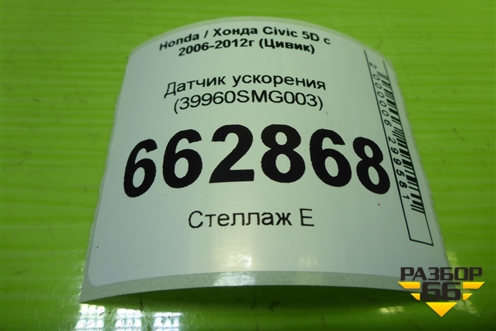 Honda / Хонда Civic 5D с
2006-2012г (Цивик)
Датчик ускорения
(39960SMG003)
662868
Стеллаж Е
РАЗБОР
66